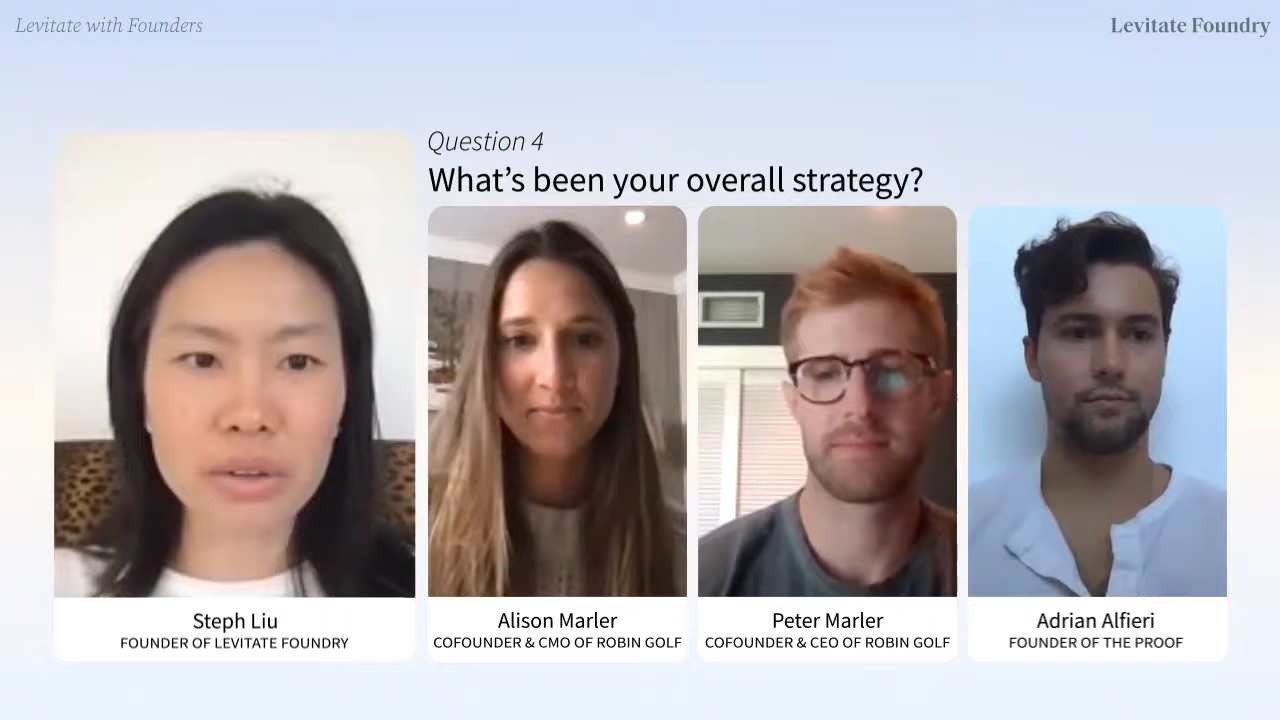 Levitate with Founders
Levitate Foundry
Question 4
What's been your overall strategy?
Steph Liu
FOUNDER OF LEVITATE FOUNDRY
Alison Marler
COFOUNDER & CMO OF ROBIN GOLF
Peter Marler
COFOUNDER & CEO OF ROBIN GOLF
Adrian Alfieri
FOUNDER OF THE PROOF